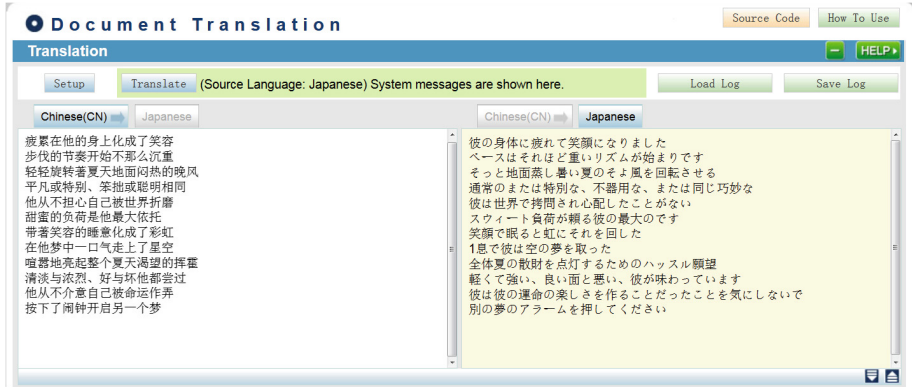 Document Translation
Source Code
How To Use
Translation
HELP
Setup
Translate
(Source Language: Japanese) System messages are shown here.
Load Log
Save Log
Chinese(CN)
Japanese
Chinese(CN)
Japanese
疲累在他的身上化成了笑容
步伐的节奏开始不那么沉重
轻轻旋转著夏天地面闷热的晚风
平凡或特别、笨拙或聪明相同
他从不担心自己被世界折磨
甜蜜的负荷是他最大依托
带著笑容的睡意化成了彩虹
在他梦中一口气走上了星空
喧嚣地亮起整个夏天渴望的挥霍
清淡与浓烈、好与坏他都尝过
他从不介意自己被命运作弄
按下了闹钟开启另一个梦
彼の身体に疲れて笑顔になりました
ペースはそれほど重いリズムが始まりです
そっと地面蒸し暑い夏のそよ風を回転させる
通常のまたは特別な、不器用な、または同じ巧妙な
彼は世界で拷問され心配したことがない
スウィート負荷が頼る彼の最大のです
笑顔で眠ると虹にそれを回した
1息で彼は空の夢を取った
全体夏の散財を点灯するためのハッスル願望
軽くて強い、良い面と悪い、彼が味わっています
彼は彼の運命の楽しさを作ることだったことを気にしないで
別の夢のアラームを押してください